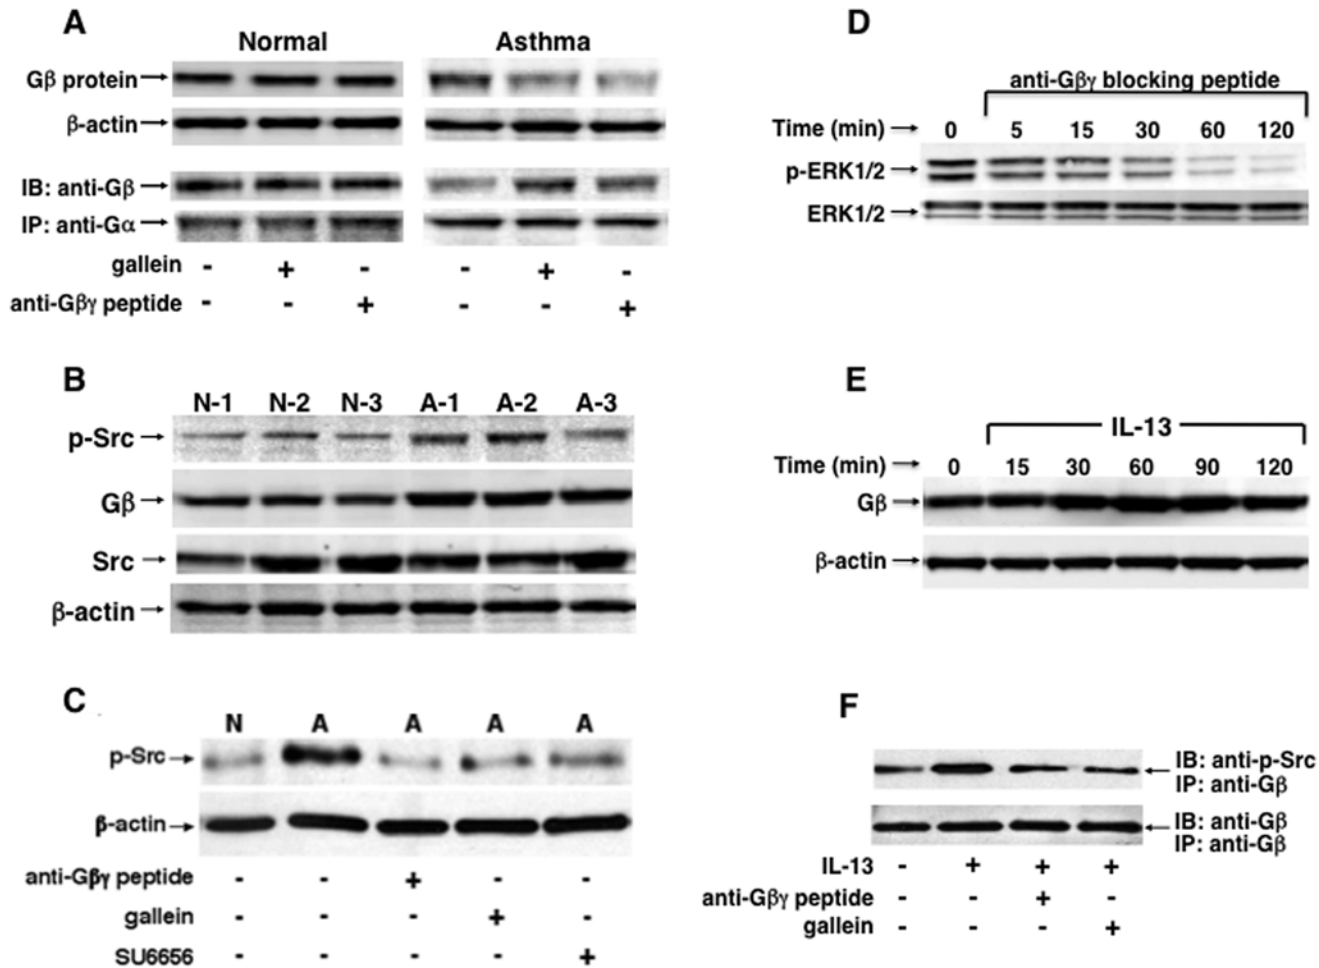 A
Normal Asthma
Gβ protein
β-actin
IB: anti-Gβ
IP: anti-Gα
gallein - + - - + -
anti-Gβγ peptide - - + - - +
B
N-1 N-2 N-3 A-1 A-2 A-3
p-Src
Gβ
Src
β-actin
C
N A A A A
p-Src
β-actin
anti-Gβγ peptide - - + - -
gallein - - - + -
SU6656 - - - - +
D
anti-Gβγ blocking peptide
Time (min) 0 5 15 30 60 120
p-ERK1/2
ERK1/2
E
IL-13
Time (min) 0 15 30 60 90 120
Gβ
β-actin
F
IB: anti-p-Src
IP: anti-Gβ
IB: anti-Gβ
IP: anti-Gβ
IL-13 - + + +
anti-Gβγ peptide - - + -
gallein - - - +